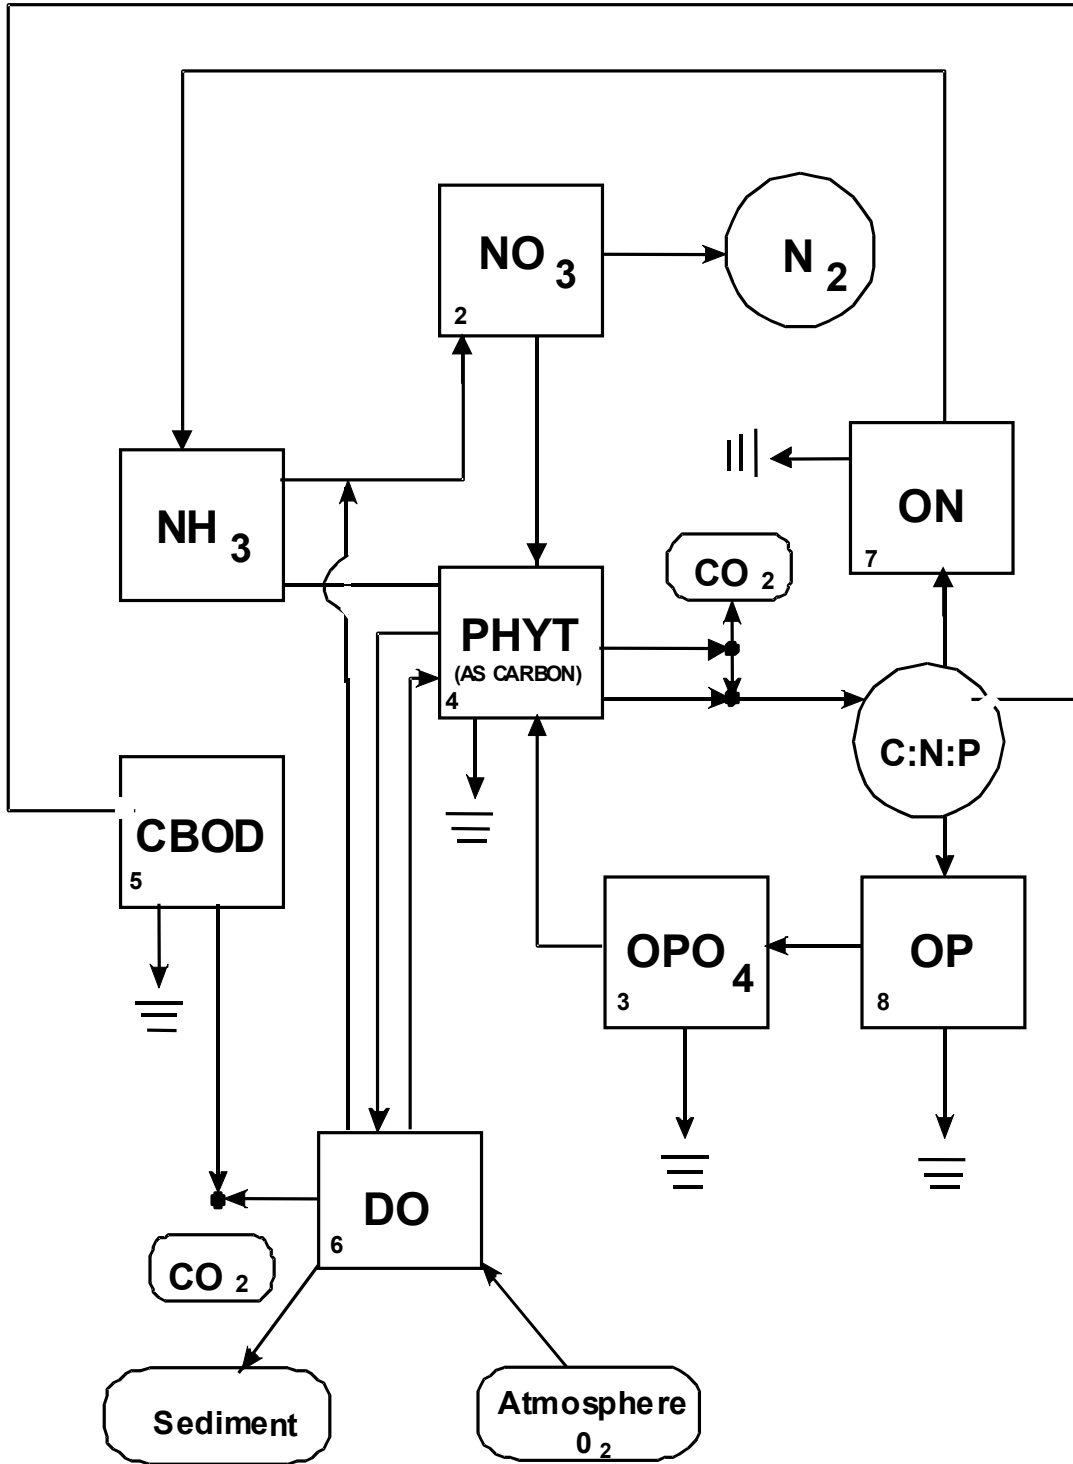 NO 3
2
N 2
NH 3
ON
7
CO 2
PHYT
(AS CARBON)
4
C:N:P
CBOD
5
OPO 4
3
OP
8
DO
6
CO 2
Sediment
Atmosphere
0 2